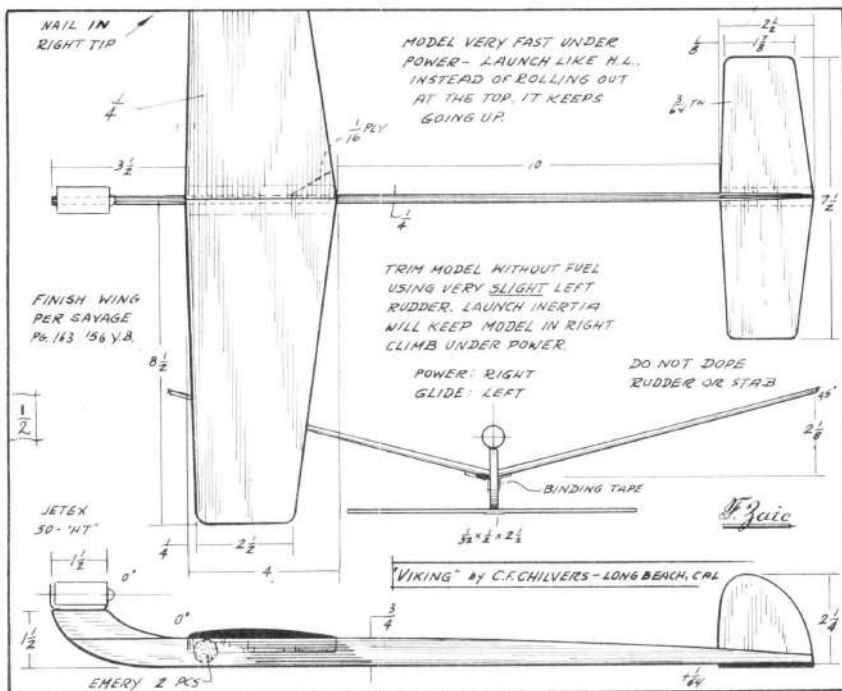 NAIL IN
RIGHT TIP
1/4
MODEL VERY FAST UNDER
POWER - LAUNCH LIKE H.L.
INSTEAD OF ROLLING OUT
AT THE TOP, IT KEEPS
GOING UP.
2 1/2
1/8
1 7/8
3/64 TH
1/16 PLY
3 1/2
10
1/4
7 1/2
FINISH WING
PER SAVAGE
PG. 163 '56 Y.B.
8 1/2
TRIM MODEL WITHOUT FUEL
USING VERY SLIGHT LEFT
RUDDER. LAUNCH INERTIA
WILL KEEP MODEL IN RIGHT
CLIMB UNDER POWER.
POWER: RIGHT
GLIDE: LEFT
DO NOT DOPE
RUDDER OR STAB
45°
2 1/8
1/2
BINDING TAPE
JETEX
50-"HT"
1 1/2
F. Zaic
1/32 x 1/2 x 2 1/2
1/4
2 1/2
4
"VIKING" by C.F. CHILVERS - LONG BEACH, CAL
0°
0°
3/4
1 1/2
2 1/4
EMERY 2 PCS
+1/64